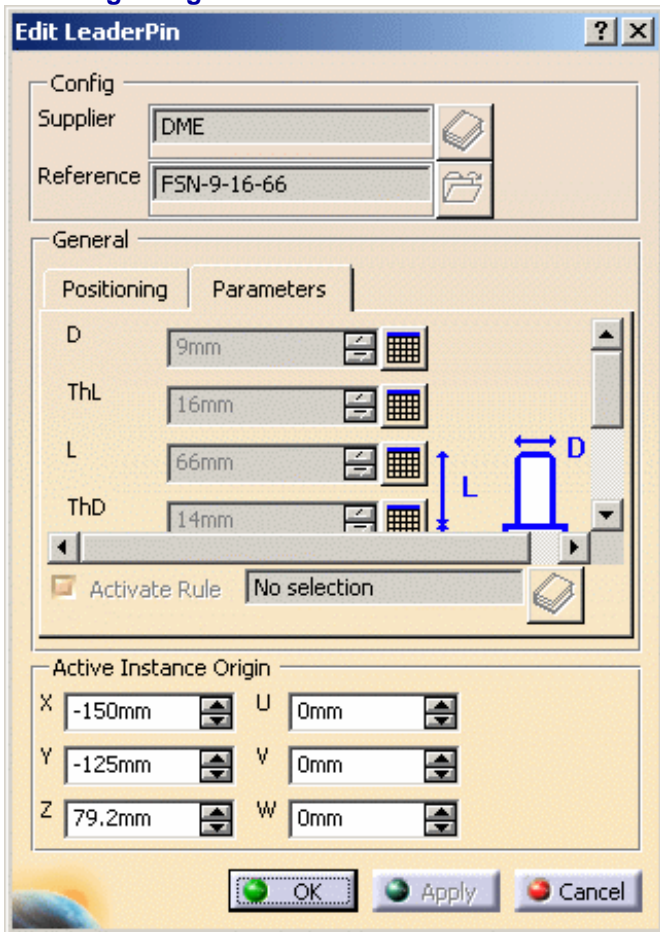 Edit LeaderPin
Config
Supplier DME
Reference FSN-9-16-66
General
Positioning Parameters
D 9mm
ThL 16mm
L 66mm
ThD 14mm
L D
Activate Rule No selection
Active Instance Origin
X -150mm U 0mm
Y -125mm V 0mm
Z 79.2mm W 0mm
OK Apply Cancel